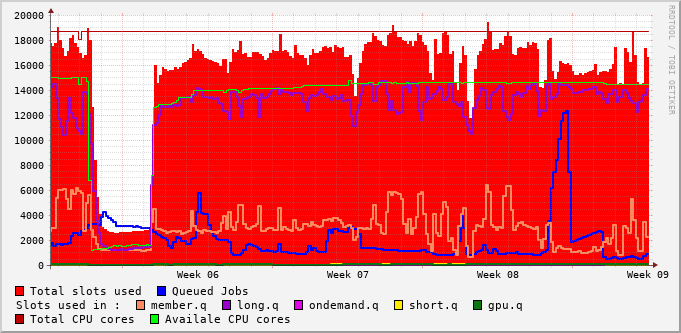 20000
18000
16000
14000
12000
10000
8000
6000
4000
2000
0
RRDTOOL / TOBI OETIKER
Week 06 Week 07 Week 08 Week 09
Total slots used Queued Jobs
Slots used in : member.q long.q ondemand.q short.q gpu.q
Total CPU cores Availale CPU cores